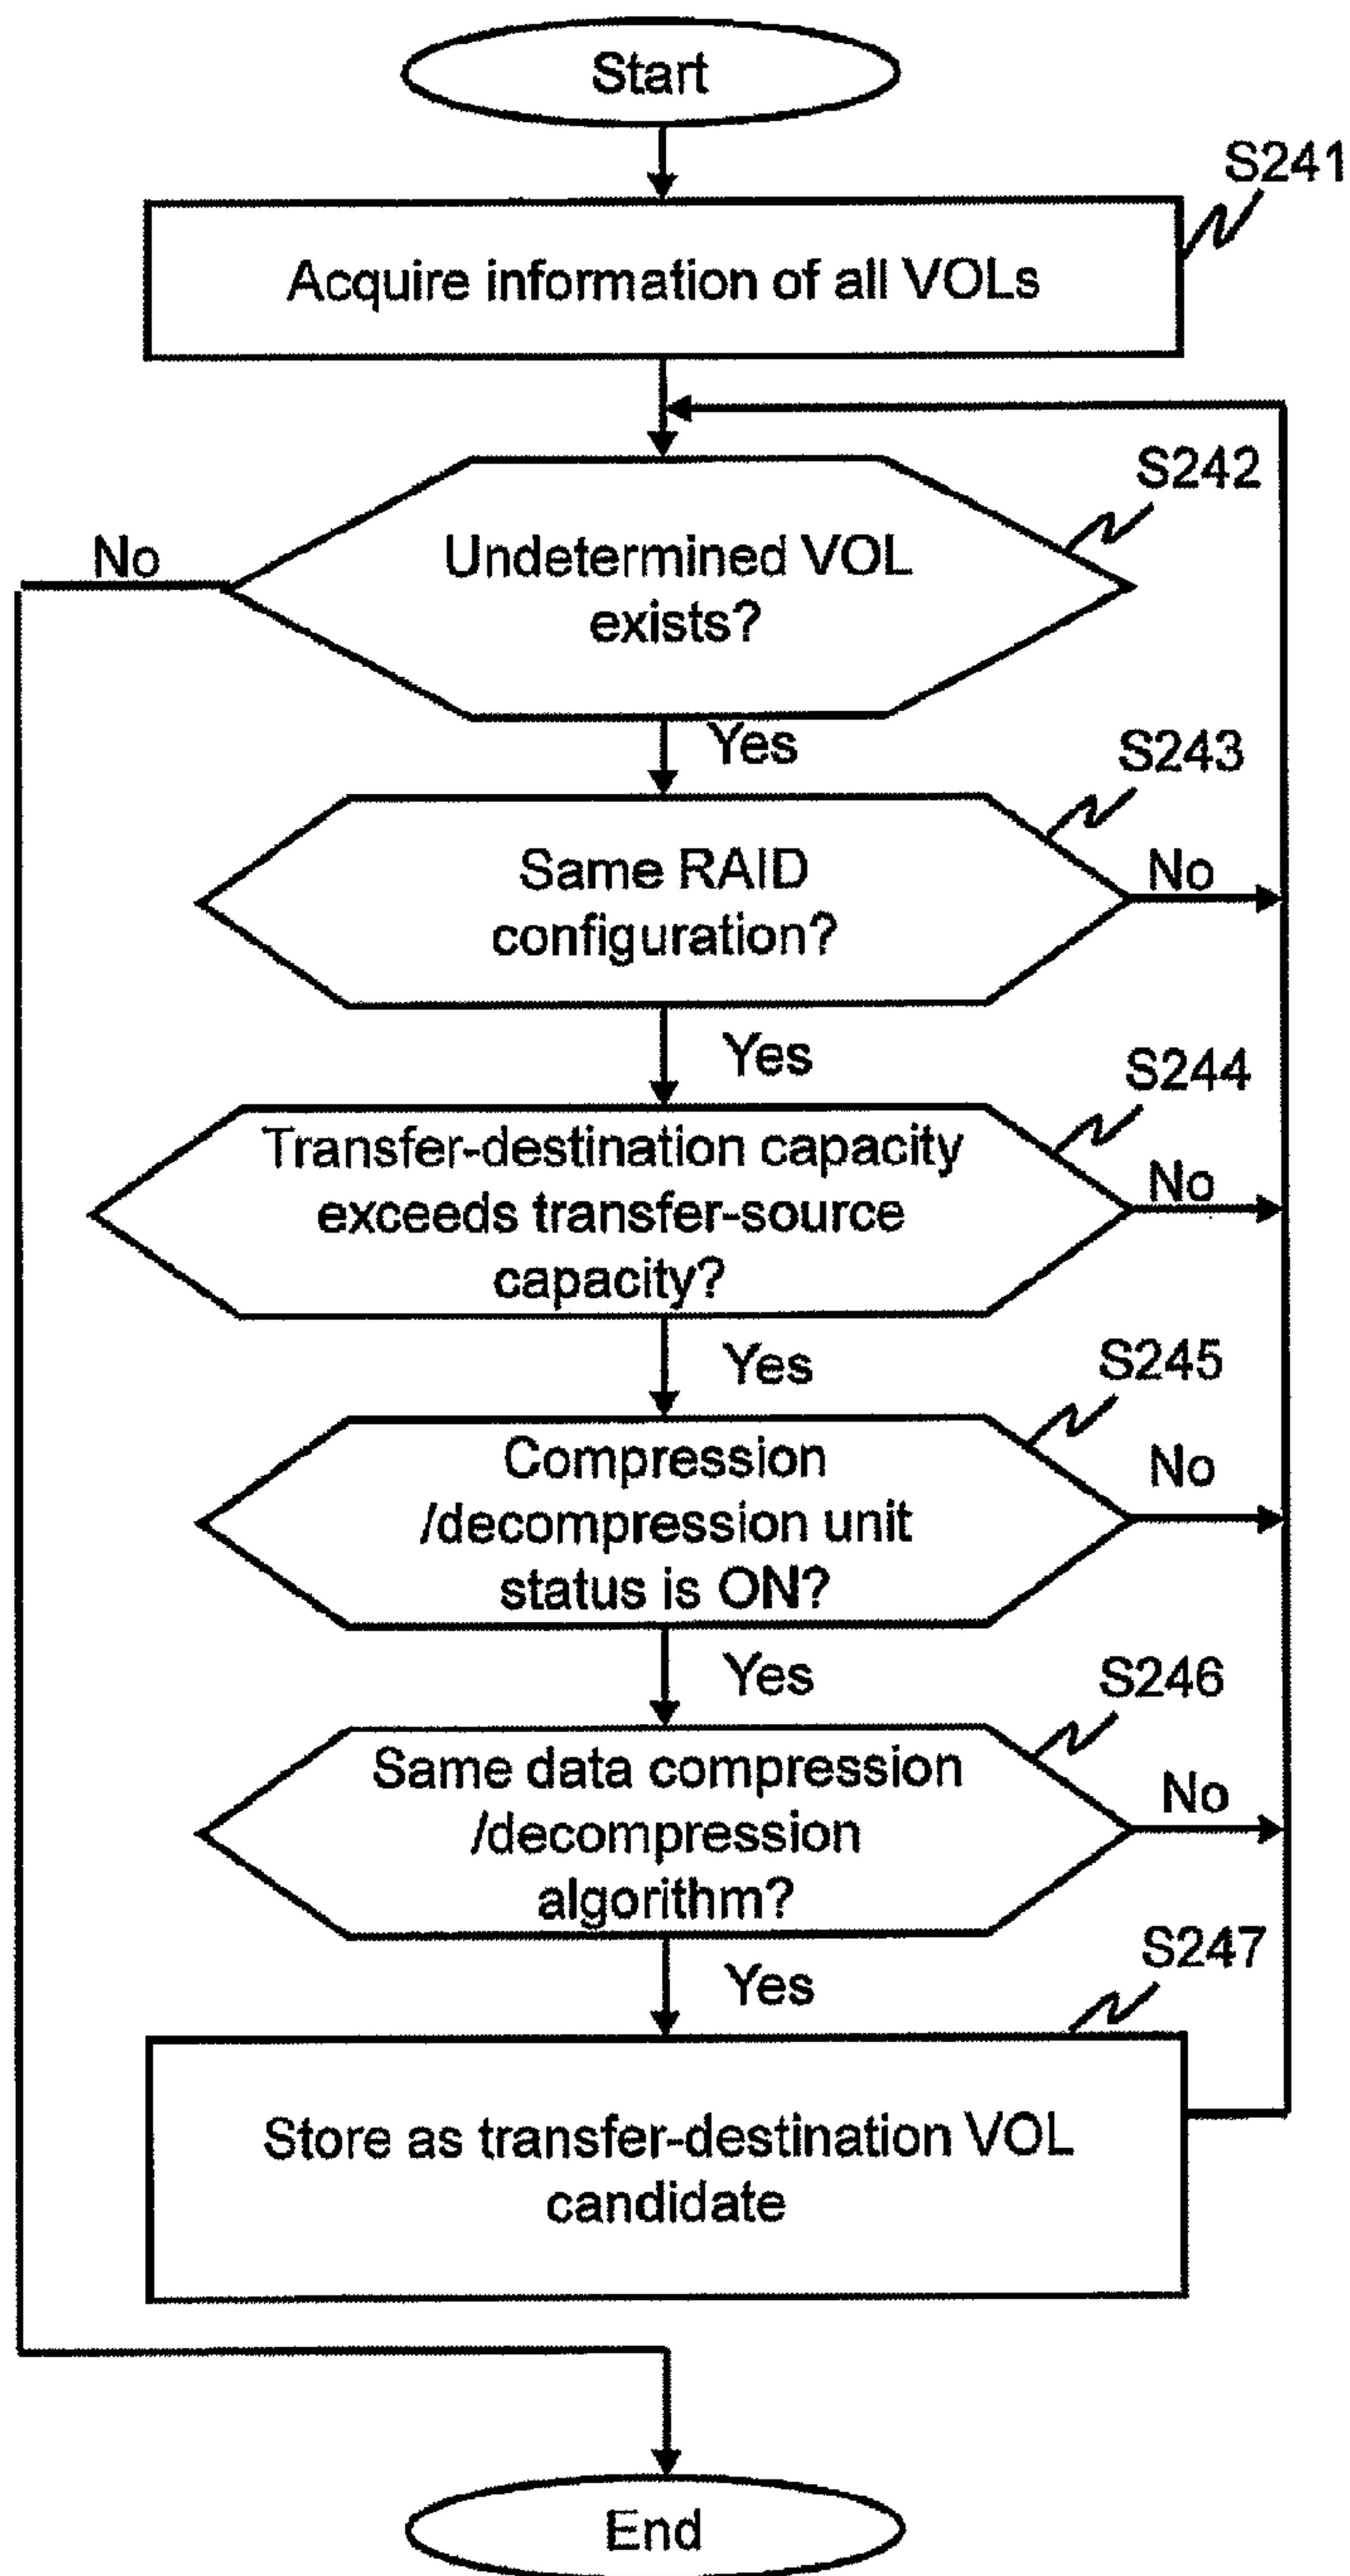 Start
S241
Acquire information of all VOLs
S242
No
Undetermined VOL
exists?
Yes
S243
Same RAID
configuration?
No
Yes
S244
Transfer-destination capacity
exceeds transfer-source
capacity?
No
Yes
S245
Compression
/decompression unit
status is ON?
No
Yes
S246
Same data compression
/decompression
algorithm?
No
Yes
S247
Store as transfer-destination VOL
candidate
End